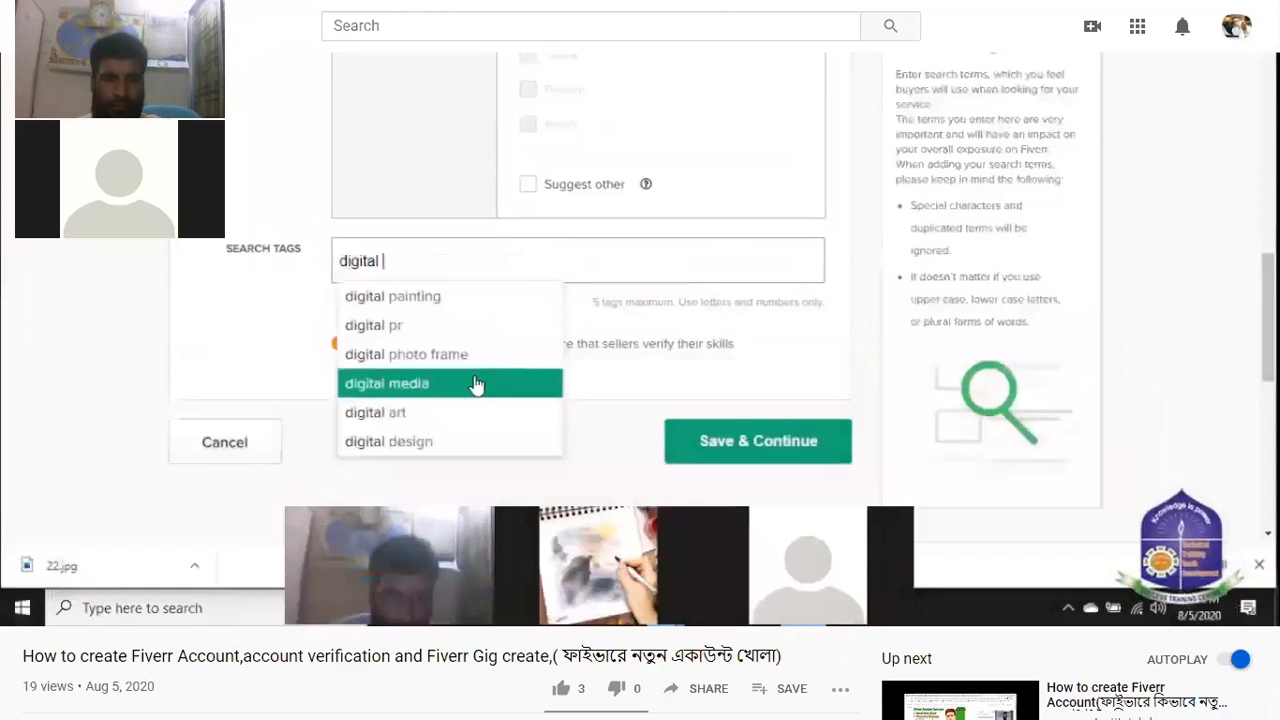 Search
Enter search terms, which you feel
buyers will use when looking for your
service.
The terms you enter here are very
important and will have an impact on
your overall exposure on Fiverr.
When adding your search terms,
please keep in mind the following:
• Special characters and
duplicated terms will be
ignored.
• It doesn't matter if you use
upper case, lower case letters,
or plural forms of words.
Suggest other
SEARCH TAGS
digital
digital painting
digital pr
digital photo frame
digital media
digital art
digital design
5 tags maximum. Use letters and numbers only.
e that sellers verify their skills
Cancel
Save & Continue
22.jpg
Knowledge is power
Technical
Training
Youth
Development
Type here to search
8/5/2020
How to create Fiverr Account,account verification and Fiverr Gig create,( ফাইভারে নতুন একাউন্ট খোলা)
19 views • Aug 5, 2020
3
0
SHARE
SAVE
Up next
AUTOPLAY
How to create Fiverr
Account(ফাইভারে কিভাবে নতু...